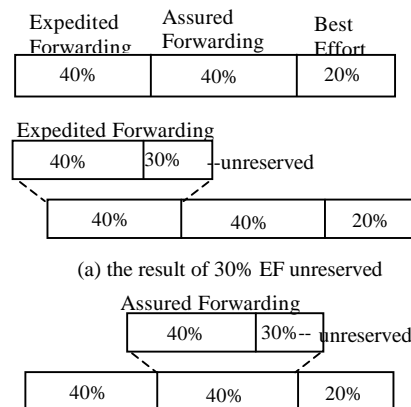 Expedited Forwarding
Assured Forwarding
Best Effort
40% 40% 20%
Expedited Forwarding
40% 30% --unreserved
40% 40% 20%
(a) the result of 30% EF unreserved
Assured Forwarding
40% 30%-- unreserved
40% 40% 20%